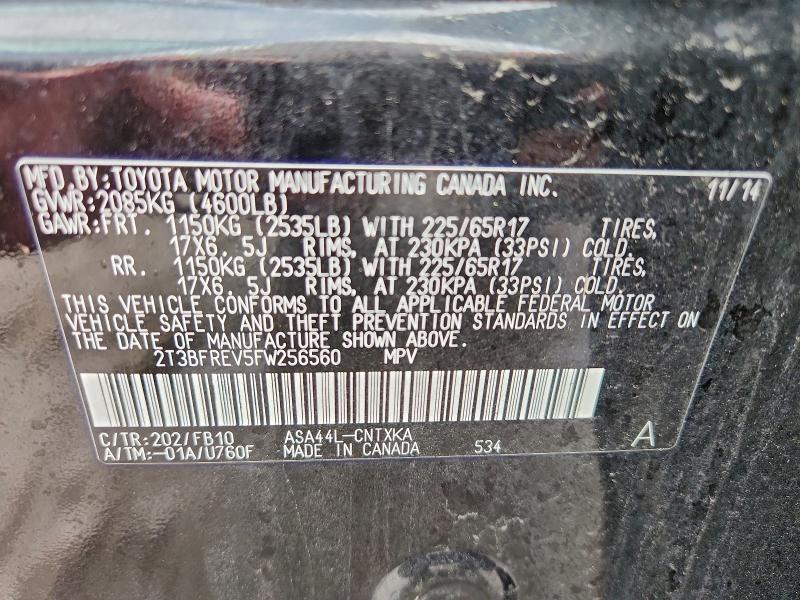 MFD.BY:TOYOTA MOTOR MANUFACTURING CANADA INC. 11/14
GVWR:2085KG (4600LB)
GAWR:FRT. 1150KG (2535LB) WITH 225/65R17 TIRES,
17X6. 5J RIMS, AT 230KPA (33PSI) COLD.
RR. 1150KG (2535LB) WITH 225/65R17 TIRES,
17X6. 5J RIMS, AT 230KPA (33PSI) COLD.
THIS VEHICLE CONFORMS TO ALL APPLICABLE FEDERAL MOTOR
VEHICLE SAFETY AND THEFT PREVENTION STANDARDS IN EFFECT ON
THE DATE OF MANUFACTURE SHOWN ABOVE.
2T3BFREV5FW256560 MPV
C/TR:202/FB10 ASA44L-CNTXKA
A/TM:-01A/U760F MADE IN CANADA 534 A